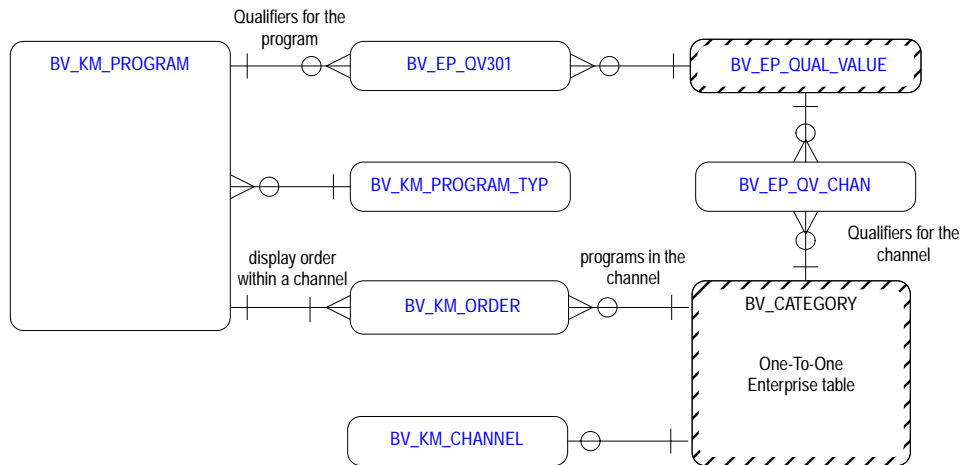 Qualifiers for the
program
BV_KM_PROGRAM
BV_EP_QV301
BV_EP_QUAL_VALUE
BV_KM_PROGRAM_TYP
BV_EP_QV_CHAN
Qualifiers for the
channel
display order
within a channel
programs in the
channel
BV_KM_ORDER
BV_CATEGORY
One-To-One
Enterprise table
BV_KM_CHANNEL